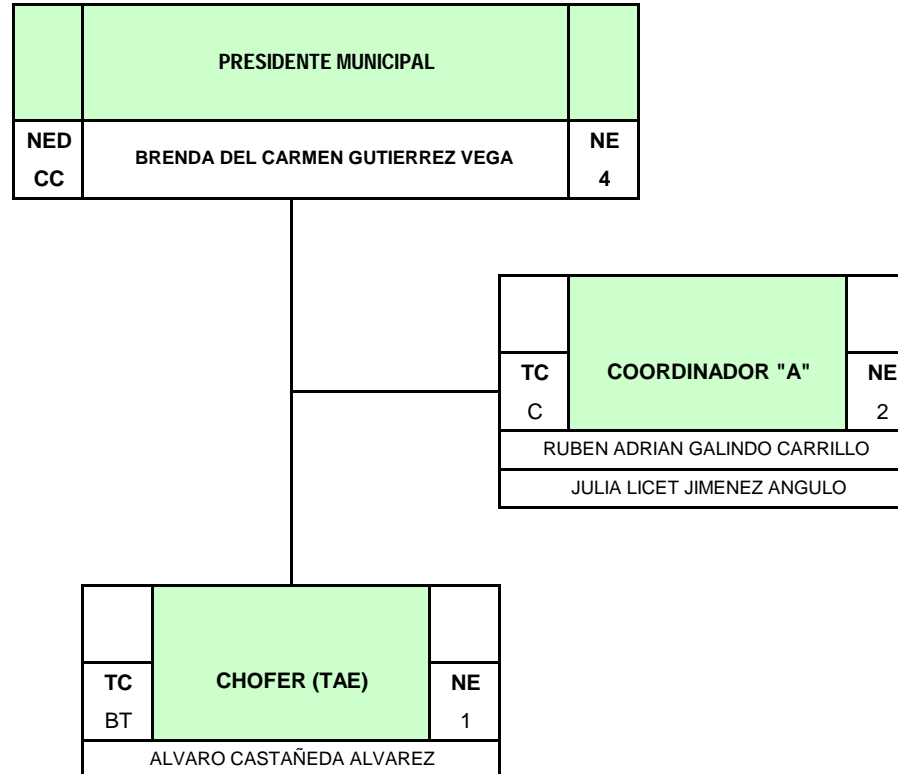 PRESIDENTE MUNICIPAL
NED
BRENDA DEL CARMEN GUTIERREZ VEGA
NE
CC
4
TC
COORDINADOR "A"
NE
C
2
RUBEN ADRIAN GALINDO CARRILLO
JULIA LICET JIMENEZ ANGULO
TC
CHOFER (TAE)
NE
BT
1
ALVARO CASTAÑEDA ALVAREZ